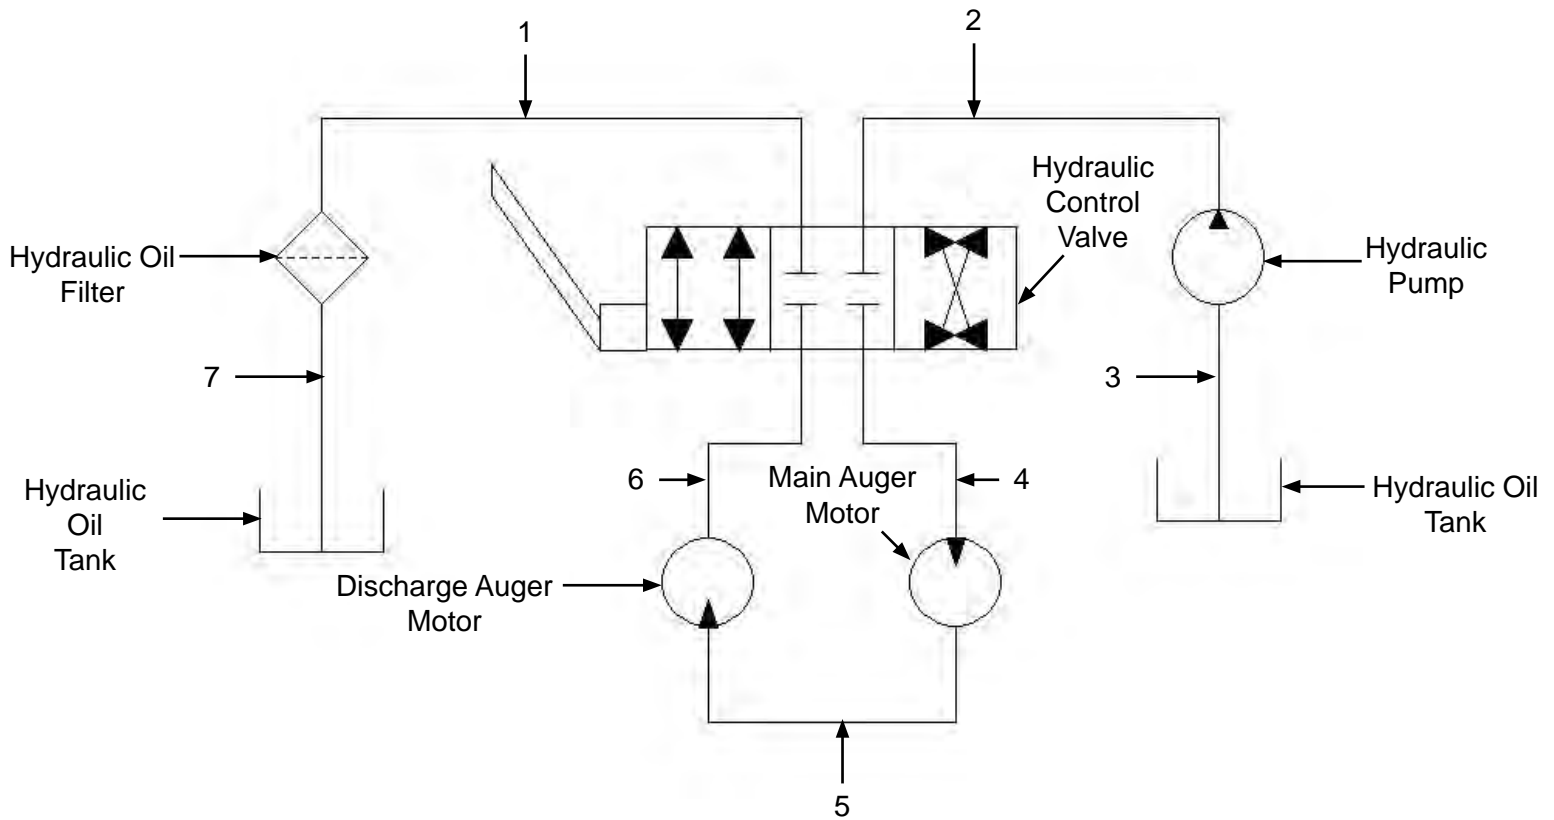 1
2
Hydraulic
Control
Valve
Hydraulic Oil
Filter
Hydraulic
Pump
7
3
Hydraulic
Oil
Tank
6
Main Auger
Motor
4
Hydraulic Oil
Tank
Discharge Auger
Motor
5